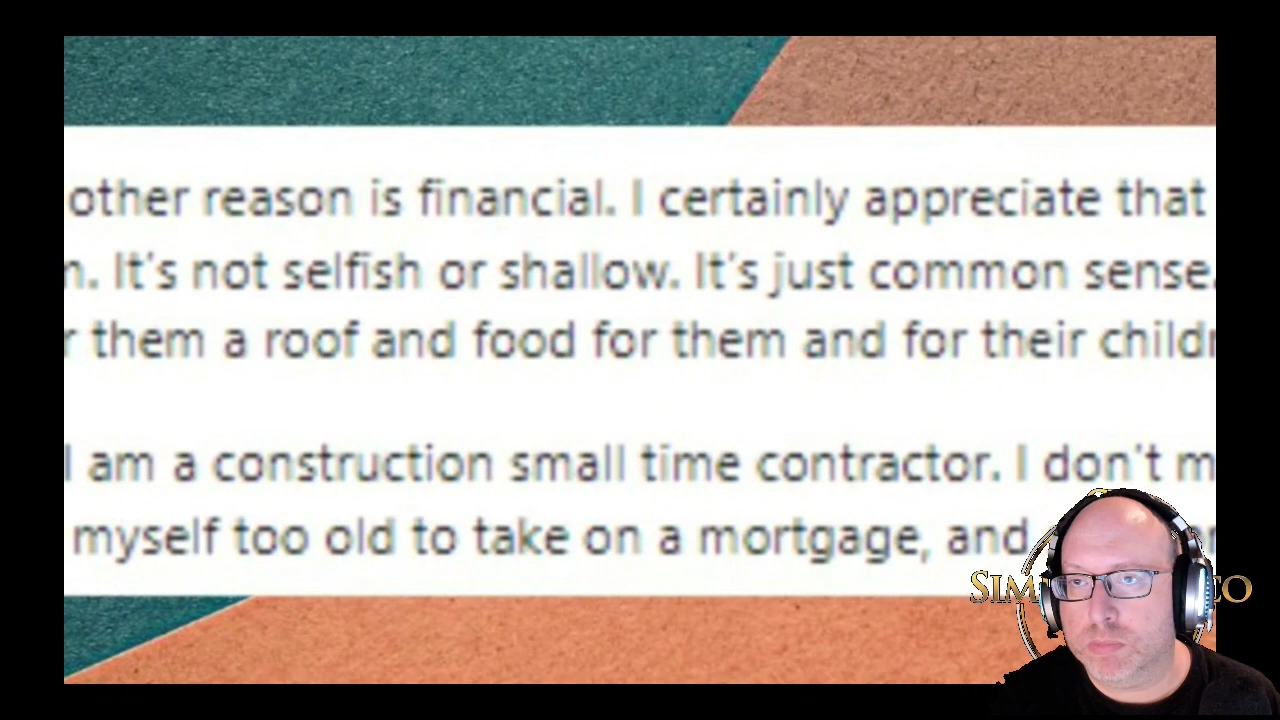 other reason is financial. I certainly appreciate that
n. It's not selfish or shallow. It's just common sense.
r them a roof and food for them and for their childr
I am a construction small time contractor. I don't m
myself too old to take on a mortgage, and